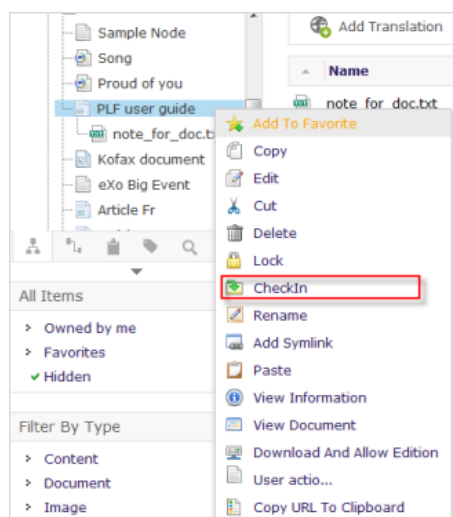 Sample Node
Add Translation
Song
Name
Proud of you
PLF user guide
note_for_doc.txt
Add To Favorite
note_for_doc.t
Copy
Kofax document
Edit
eXo Big Event
Cut
Article Fr
Delete
Lock
CheckIn
All Items
Rename
Owned by me
Add Symlink
Favorites
Paste
Hidden
View Information
View Document
Filter By Type
Download And Allow Edition
Content
User actio...
Document
Copy URL To Clipboard
Image